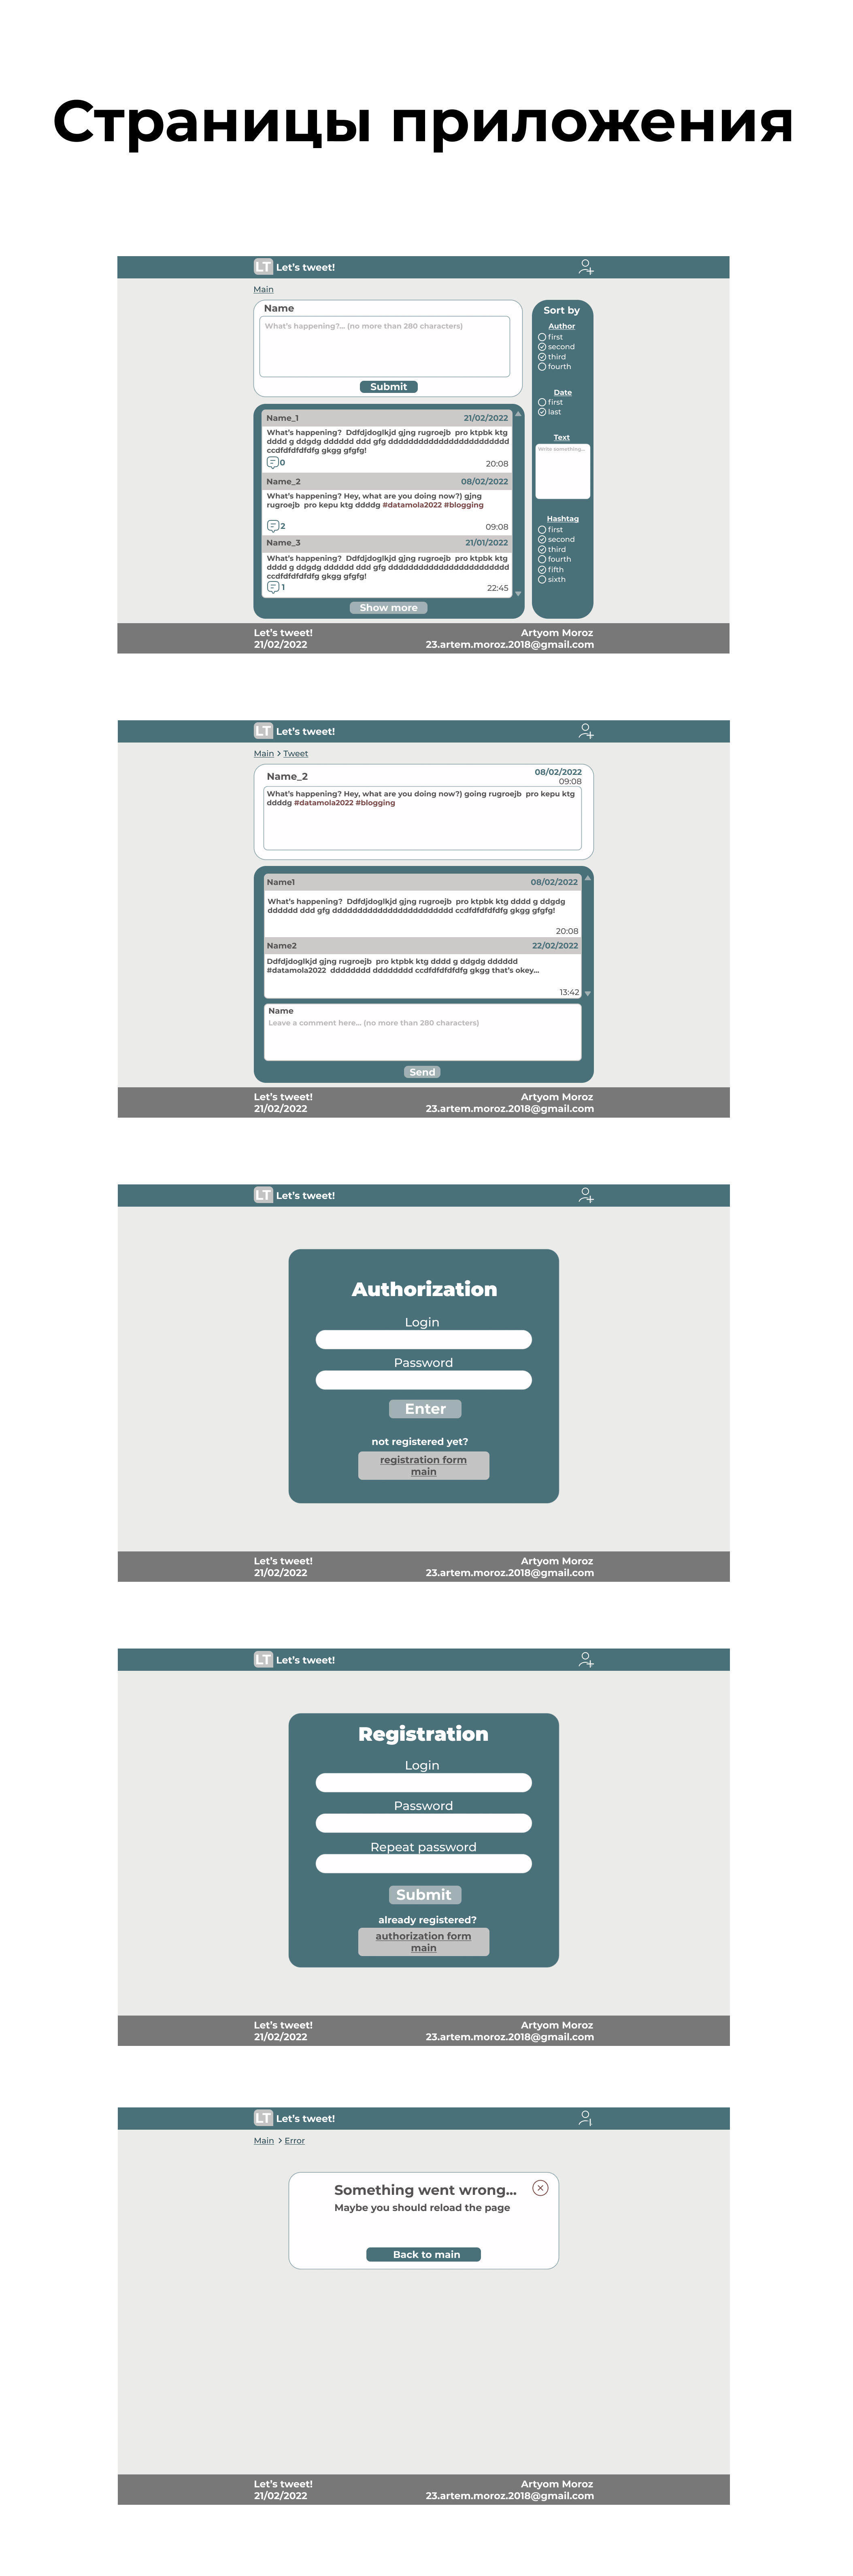 Страницы приложения
LT Let's tweet!
Main
Name
What's happening?... (no more than 280 characters)
Submit
Name_1 21/02/2022
What's happening? Ddfdjdoglkjd gjng rugroejb pro ktpbk ktg
dddd g ddgdg dddddd ddd gfg dddddddddddddddddddddddd
ccdfdfdfdfdfg gkgg gfgfg!
0 20:08
Name_2 08/02/2022
What's happening? Hey, what are you doing now?) gjng
rugroejb pro kepu ktg ddddg #datamola2022 #blogging
2 09:08
Name_3 21/01/2022
What's happening? Ddfdjdoglkjd gjng rugroejb pro ktpbk ktg
dddd g ddgdg dddddd ddd gfg dddddddddddddddddddddddd
ccdfdfdfdfdfg gkgg gfgfg!
1 22:45
Show more
Sort by
Author
first
second
third
fourth
Date
first
last
Text
Write something...
Hashtag
first
second
third
fourth
fifth
sixth
Let's tweet! Artyom Moroz
21/02/2022 23.artem.moroz.2018@gmail.com
LT Let's tweet!
Main > Tweet
Name_2 08/02/2022
09:08
What's happening? Hey, what are you doing now?) going rugroejb pro kepu ktg
ddddg #datamola2022 #blogging
Name1 08/02/2022
What's happening? Ddfdjdoglkjd gjng rugroejb pro ktpbk ktg dddd g ddgdg
dddddd ddd gfg dddddddddddddddddddddddd ccdfdfdfdfdfg gkgg gfgfg!
20:08
Name2 22/02/2022
Ddfdjdoglkjd gjng rugroejb pro ktpbk ktg dddd g ddgdg dddddd
#datamola2022 dddddddd dddddddd ccdfdfdfdfdfg gkgg that's okey...
13:42
Name
Leave a comment here... (no more than 280 characters)
Send
Let's tweet! Artyom Moroz
21/02/2022 23.artem.moroz.2018@gmail.com
LT Let's tweet!
Authorization
Login
Password
Enter
not registered yet?
registration form
main
Let's tweet! Artyom Moroz
21/02/2022 23.artem.moroz.2018@gmail.com
LT Let's tweet!
Registration
Login
Password
Repeat password
Submit
already registered?
authorization form
main
Let's tweet! Artyom Moroz
21/02/2022 23.artem.moroz.2018@gmail.com
LT Let's tweet!
Main > Error
Something went wrong...
Maybe you should reload the page
Back to main
Let's tweet! Artyom Moroz
21/02/2022 23.artem.moroz.2018@gmail.com